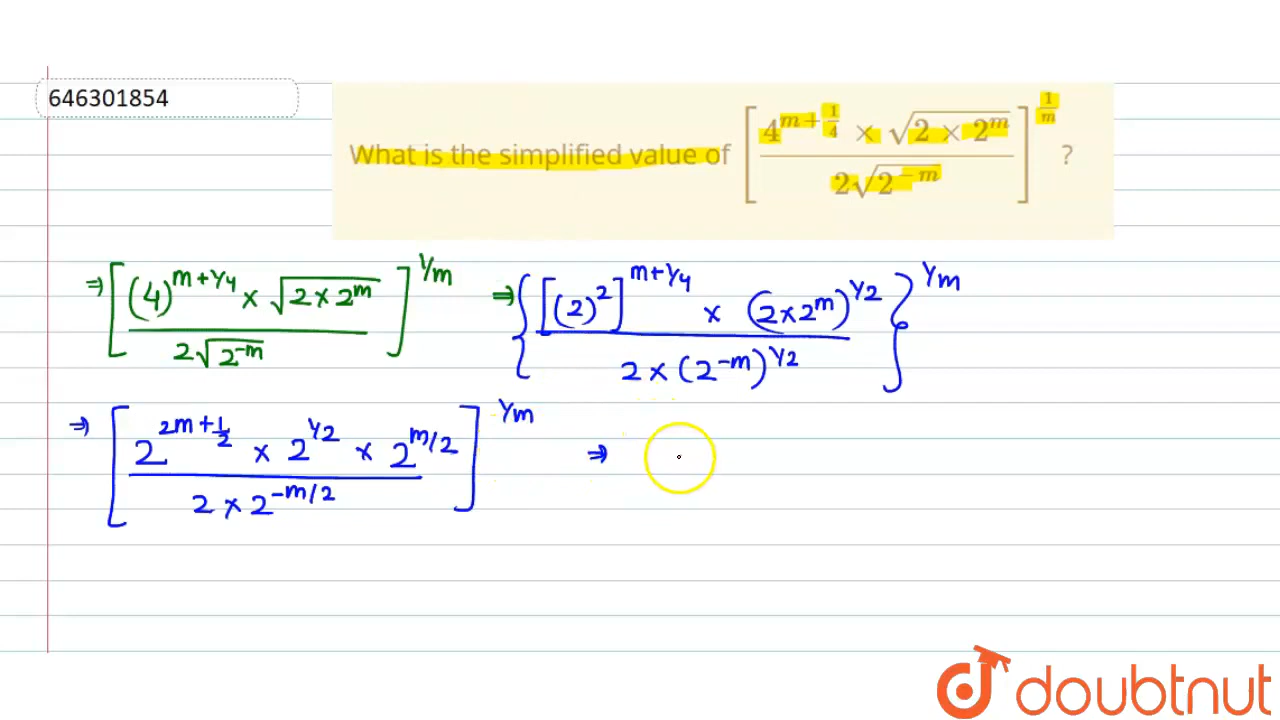 646301854
What is the simplified value of [ (4^{m+1/4} × √(2 × 2^m)) / (2√(2^{-m})) ]^{1/m} ?
⇒ [ ((4)^{m+1/4} × √(2×2^m)) / (2√(2^{-m})) ]^{1/m} ⇒ { ([(2)^2]^{m+1/4} × (2×2^m)^{1/2}) / (2×(2^{-m})^{1/2}) }^{1/m}
⇒ [ (2^{2m+1/2} × 2^{1/2} × 2^{m/2}) / (2×2^{-m/2}) ]^{1/m} ⇒
doubtnut